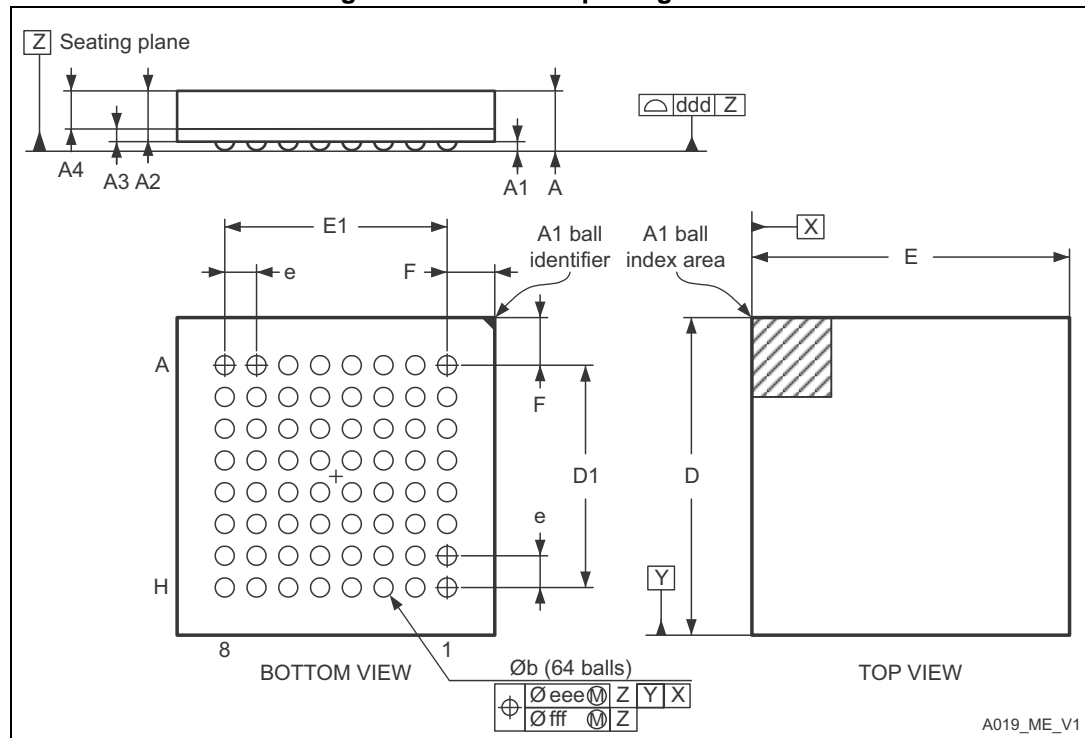 Z Seating plane
ddd Z
A4
A3 A2
A1 A
E1
A1 ball
identifier
A1 ball
index area
X
E
e
F
A
F
D1
D
e
Y
H
8
1
BOTTOM VIEW
Øb (64 balls)
TOP VIEW
Ø eee Ⓜ Z Y X
Ø fff Ⓜ Z
A019_ME_V1